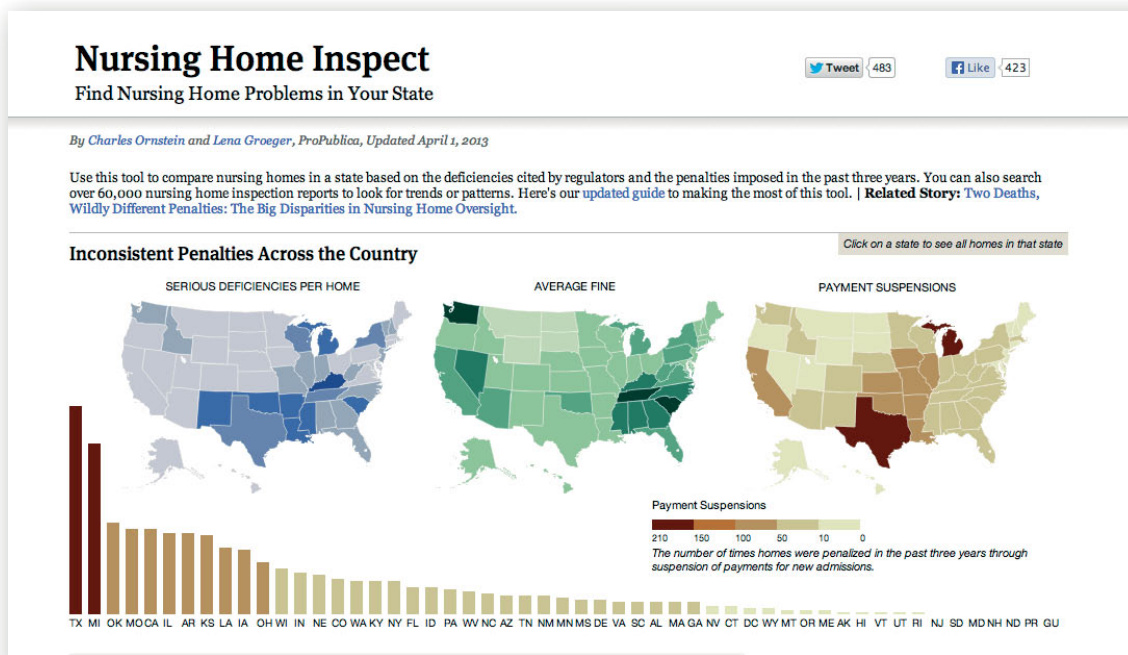 Nursing Home Inspect
Find Nursing Home Problems in Your State
Tweet 483
Like 423
By Charles Ornstein and Lena Groeger, ProPublica, Updated April 1, 2013
Use this tool to compare nursing homes in a state based on the deficiencies cited by regulators and the penalties imposed in the past three years. You can also search
over 60,000 nursing home inspection reports to look for trends or patterns. Here's our updated guide to making the most of this tool. | Related Story: Two Deaths,
Wildly Different Penalties: The Big Disparities in Nursing Home Oversight.
Click on a state to see all homes in that state
Inconsistent Penalties Across the Country
SERIOUS DEFICIENCIES PER HOME
AVERAGE FINE
PAYMENT SUSPENSIONS
Payment Suspensions
210 150 100 50 10 0
The number of times homes were penalized in the past three years through
suspension of payments for new admissions.
TX MI OK MO CA IL AR KS LA IA OH WI IN NE CO WA KY NY FL ID PA WV NC AZ TN NM MN MS DE VA SC AL MA GA NV CT DC WY MT OR ME AK HI VT UT RI NJ SD MD NH ND PR GU